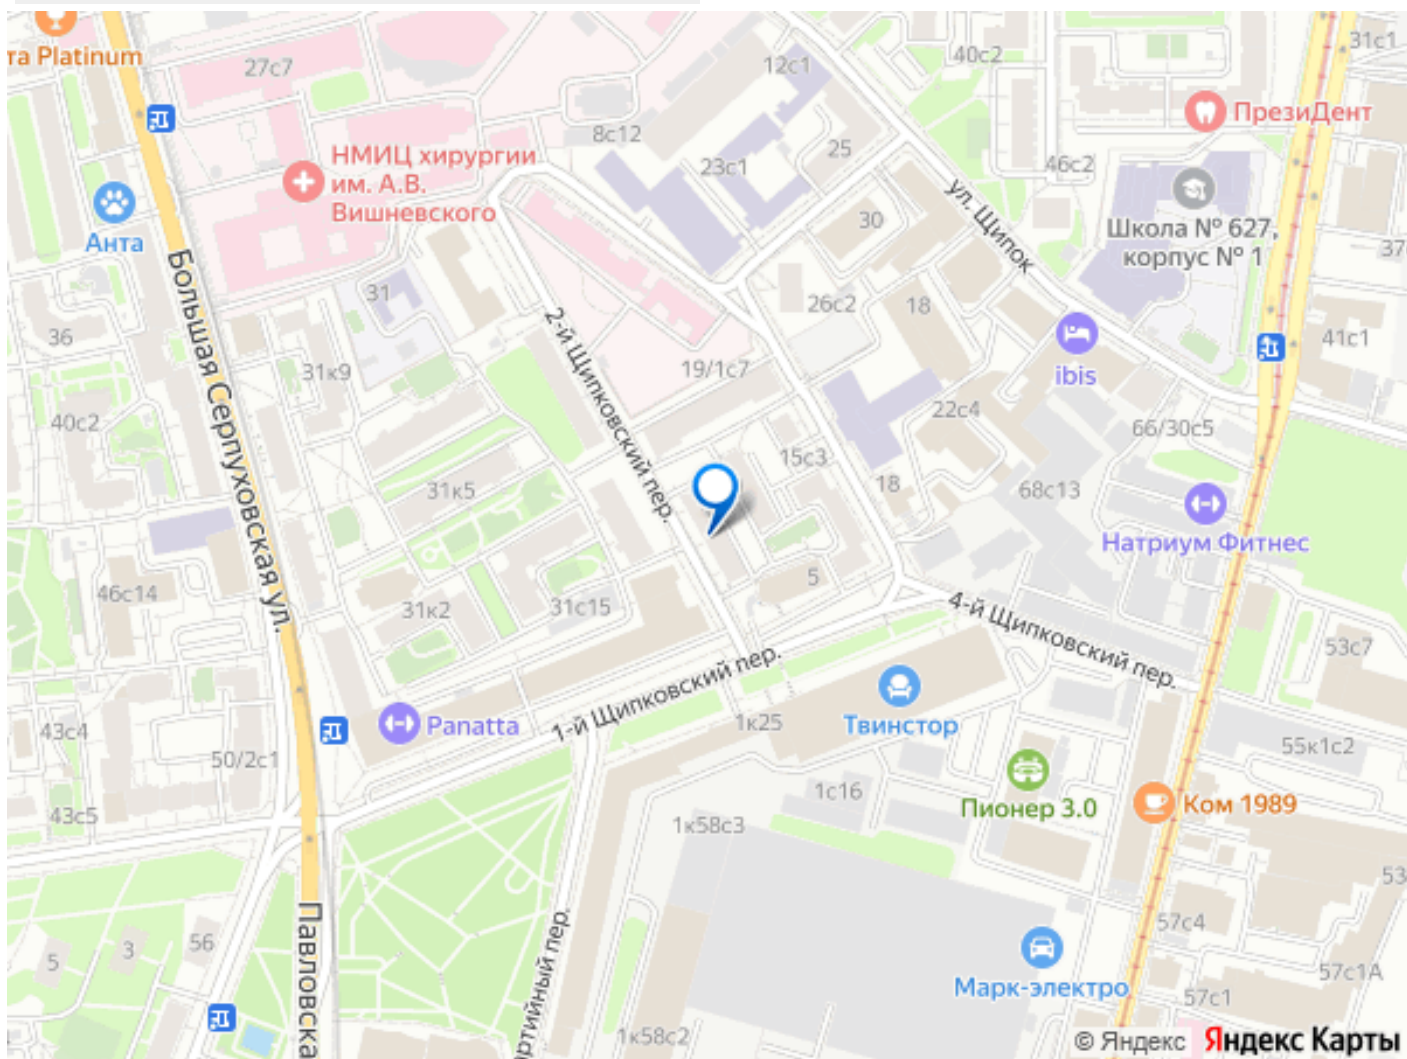 та Platinum
27с7
12с1
40с2
31с1
ПрезиДент
8с12
НМИЦ хирургии
им. А.В.
Вишневского
25
23с1
46с2
Анта
30
ул. Щипок
Школа № 627,
корпус № 1
37
Большая Серпуховская ул.
31
26с2
18
36
2-й Щипковский пер.
41с1
31к9
19/1с7
ibis
40с2
22с4
66/30с5
15с3
31к5
18
68с13
Натриум Фитнес
46с14
31к2
31с15
5
4-й Щипковский пер.
53с7
1-й Щипковский пер.
43с4
Panatta
1к25
Твинстор
50/2с1
55к1с2
1с16
Пионер 3.0
Ком 1989
43с5
1к58с3
53
Павловска
56
3
5
57с4
артийный пер.
Марк-электро
57с1А
57с1
1к58с2
© Яндекс Яндекс Карты